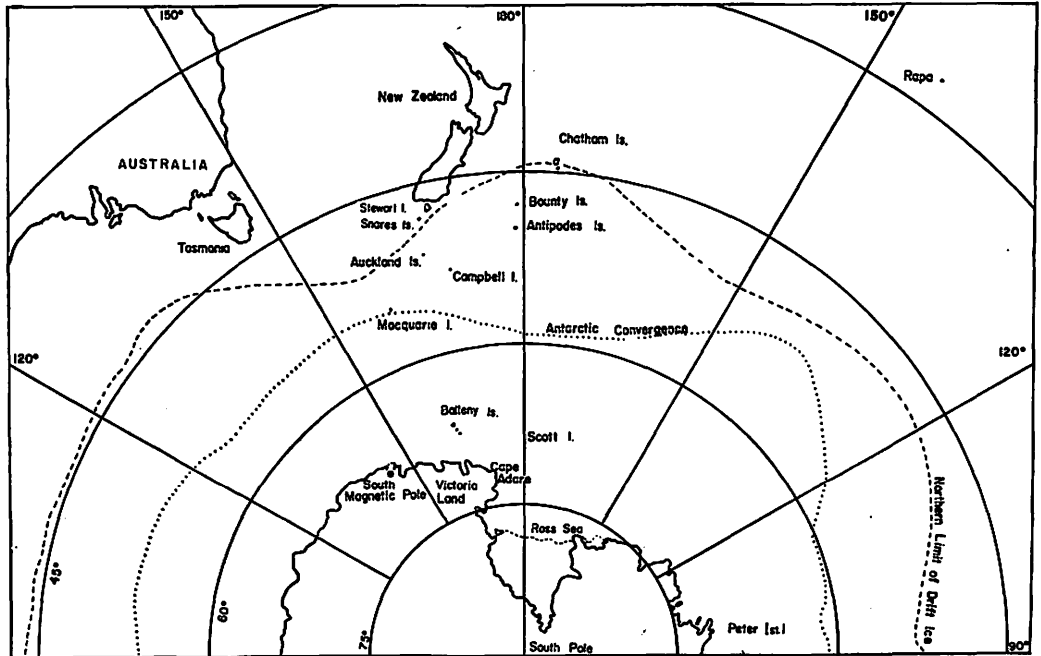 150°
180°
150°
Rapa
New Zealand
Chatham Is.
AUSTRALIA
Stewart I.
Bounty Is.
Snares Is.
Antipodes Is.
Tasmania
Auckland Is.
Campbell I.
Macquarie I.
Antarctic Convergence
120°
120°
Balleny Is.
Scott I.
Cape
Adare
South
Magnetic Pole
Victoria
Land
Ross Sea
Northern Limit of Drift Ice
45°
60°
75°
Peter Ist.I
South Pole
90°